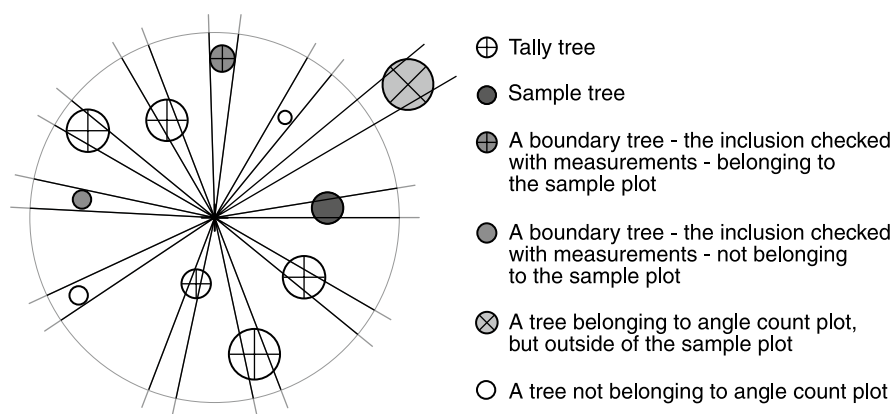 Tally tree
Sample tree
A boundary tree - the inclusion checked
with measurements - belonging to
the sample plot
A boundary tree - the inclusion checked
with measurements - not belonging
to the sample plot
A tree belonging to angle count plot,
but outside of the sample plot
A tree not belonging to angle count plot